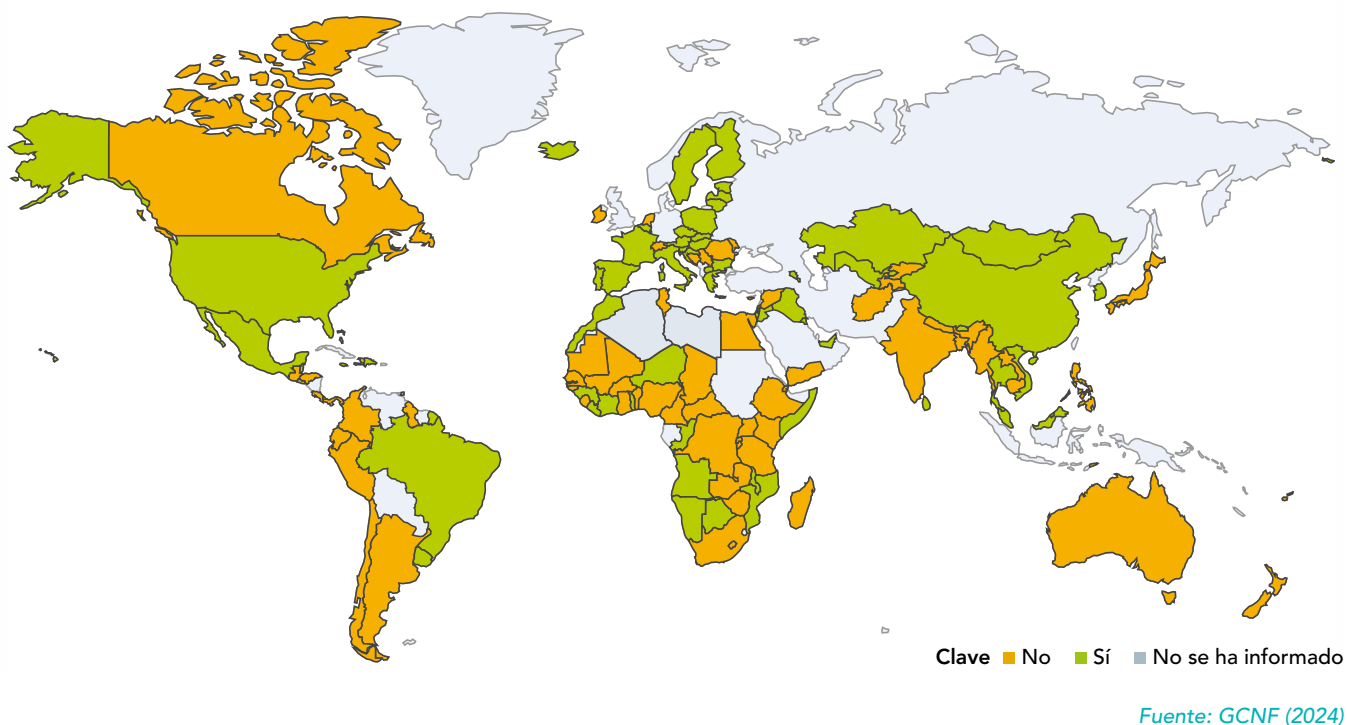 Clave No Sí No se ha informado
Fuente: GCNF (2024)